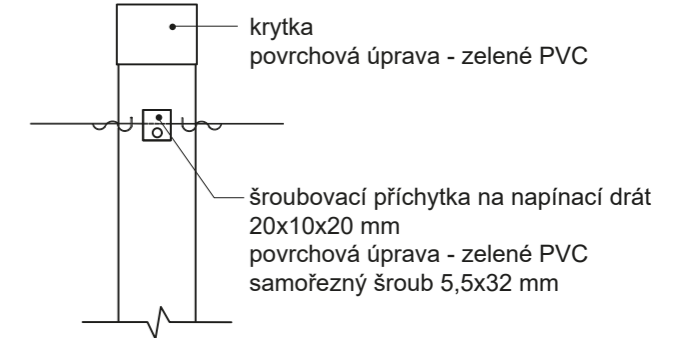 krytka
povrchová úprava - zelené PVC
šroubovací příchytka na napínací drát
20x10x20 mm
povrchová úprava - zelené PVC
samořezný šroub 5,5x32 mm